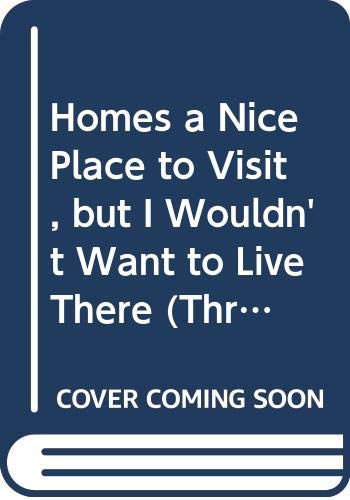 Homes a Nice
Place to Visit
, but I Wouldn'
t Want to Live
There (Thr...
COVER COMING SOON